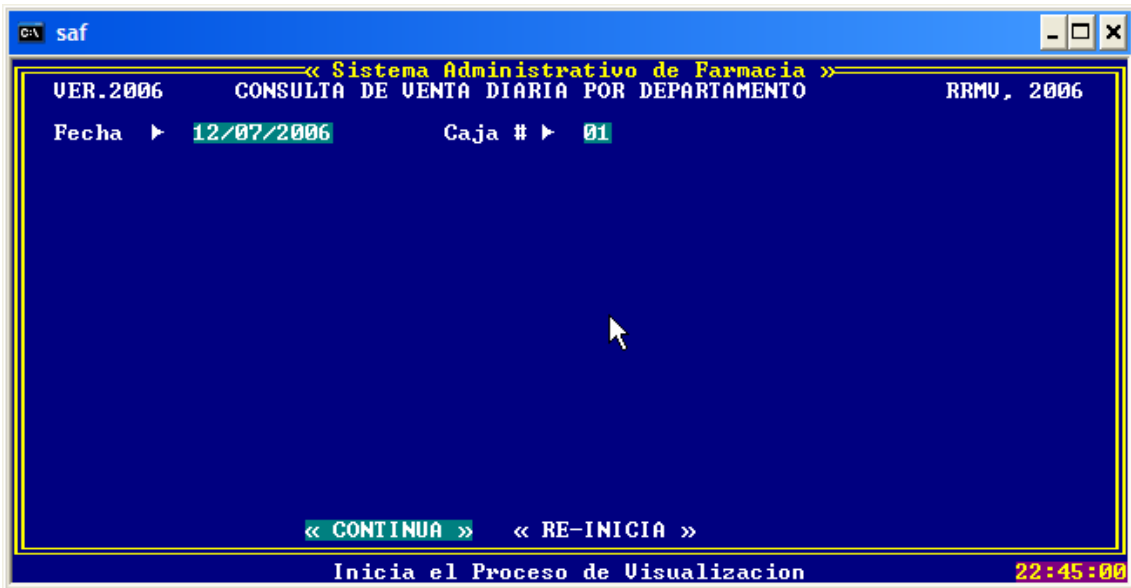 saf
« Sistema Administrativo de Farmacia »
VER.2006 CONSULTA DE VENTA DIARIA POR DEPARTAMENTO RRMV, 2006
Fecha ► 12/07/2006 Caja # ► 01
« CONTINUA » « RE-INICIA »
Inicia el Proceso de Visualizacion 22:45:00